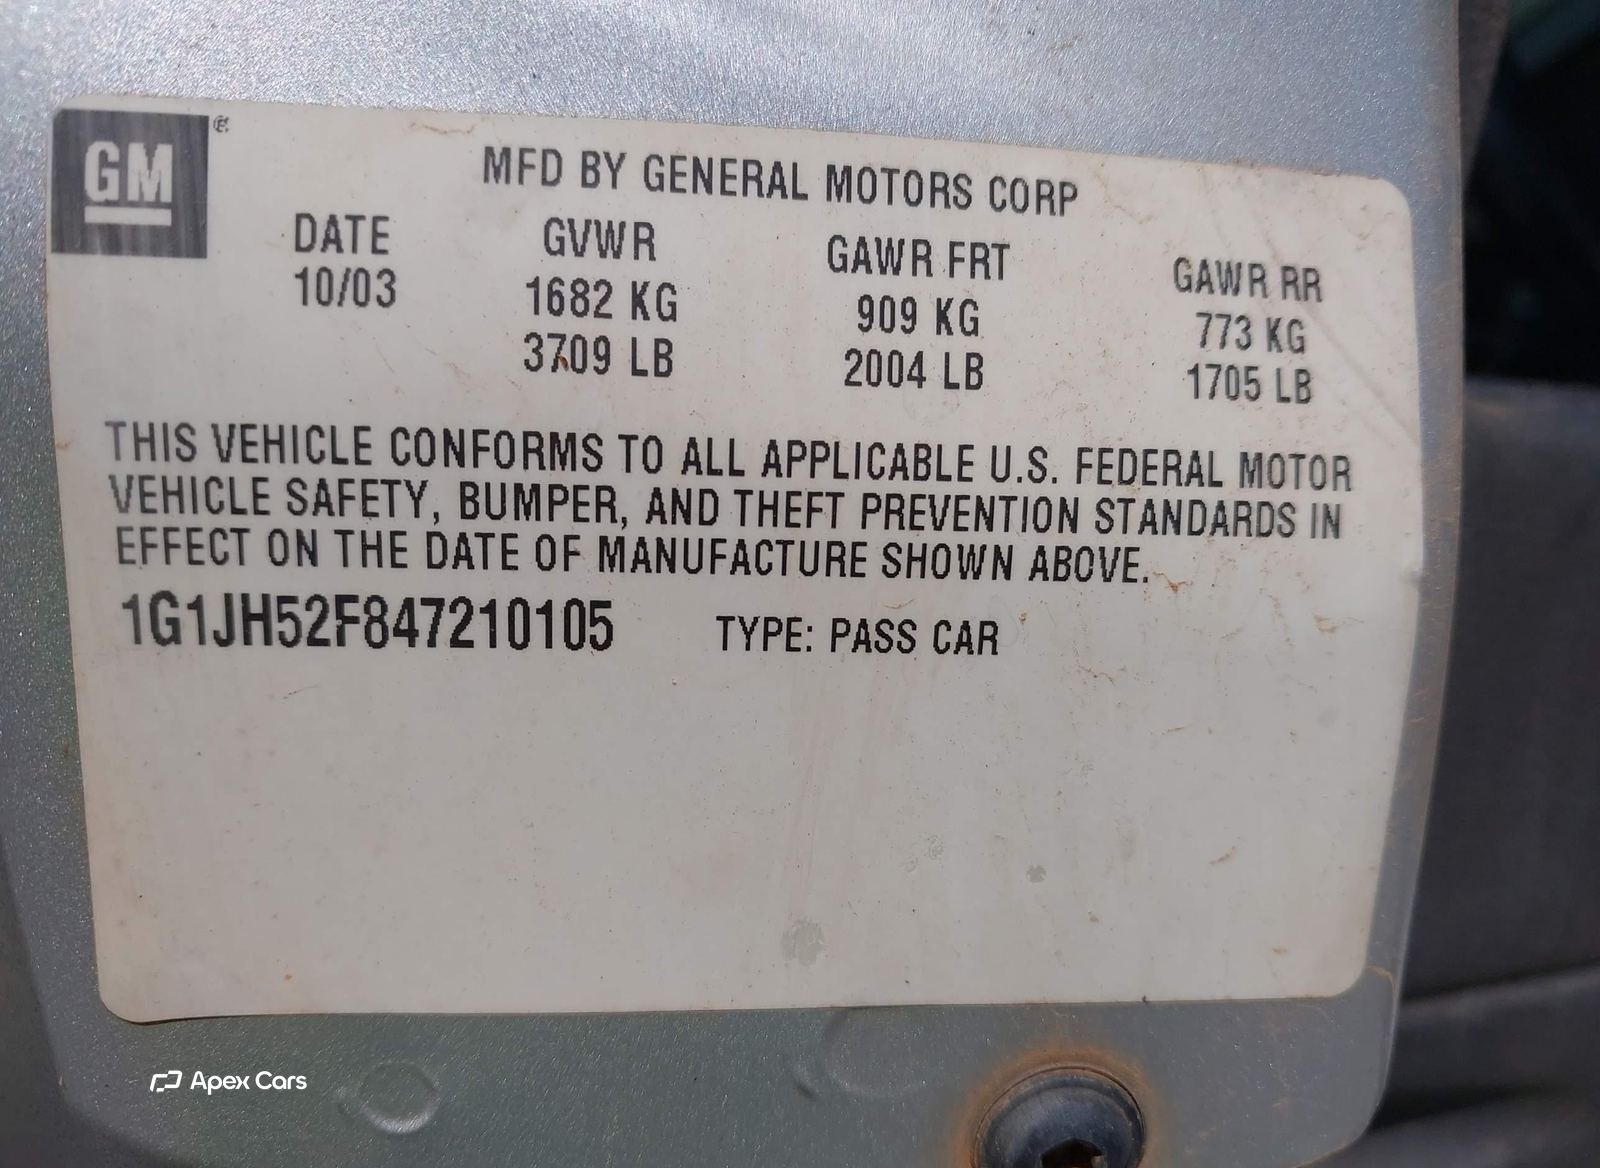 GM ®
MFD BY GENERAL MOTORS CORP
DATE GVWR GAWR FRT GAWR RR
10/03 1682 KG 909 KG 773 KG
3709 LB 2004 LB 1705 LB
THIS VEHICLE CONFORMS TO ALL APPLICABLE U.S. FEDERAL MOTOR
VEHICLE SAFETY, BUMPER, AND THEFT PREVENTION STANDARDS IN
EFFECT ON THE DATE OF MANUFACTURE SHOWN ABOVE.
1G1JH52F847210105 TYPE: PASS CAR
Apex Cars